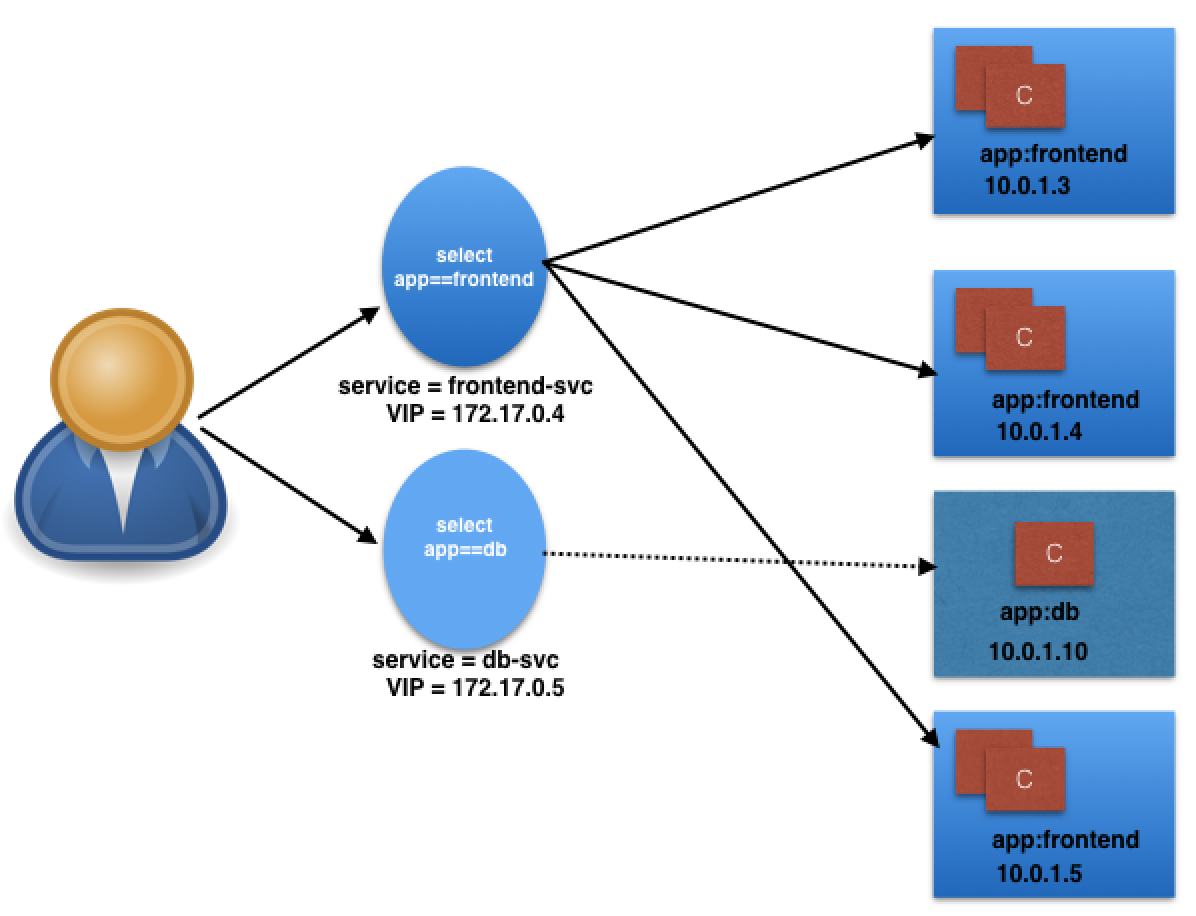 select
app==frontend
service = frontend-svc
VIP = 172.17.0.4
select
app==db
service = db-svc
VIP = 172.17.0.5
C
app:frontend
10.0.1.3
C
app:frontend
10.0.1.4
C
app:db
10.0.1.10
C
app:frontend
10.0.1.5